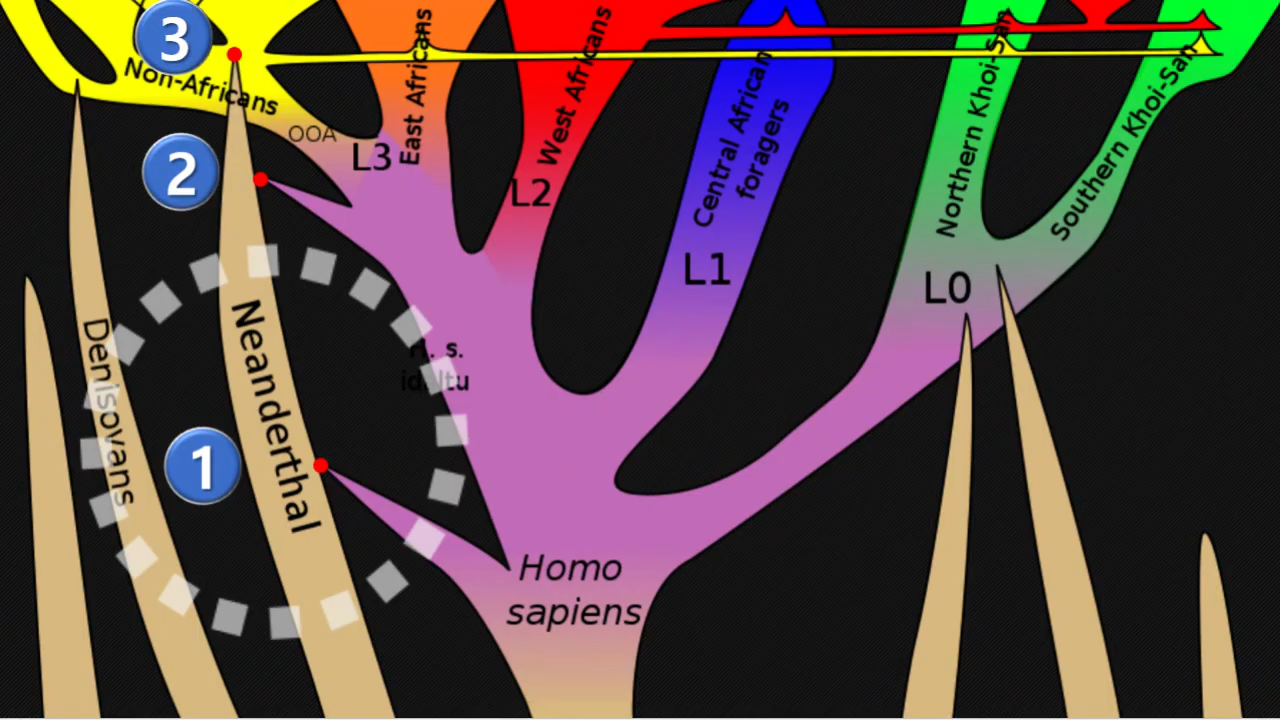 3
Non-Africans
OOA
L3
East Africans
West Africans
L2
Central African
foragers
L1
Northern Khoi-San
Southern Khoi-San
L0
2
Denisovans
Neanderthal
1
s.
Homo
sapiens